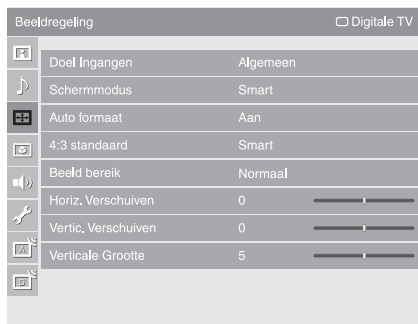 Beeldregeling Digitale TV
Doel Ingangen Algemeen
Schermmodus Smart
Auto formaat Aan
4:3 standaard Smart
Beeld bereik Normaal
Horiz. Verschuiven 0
Vertic. Verschuiven 0
Verticale Grootte 5
A